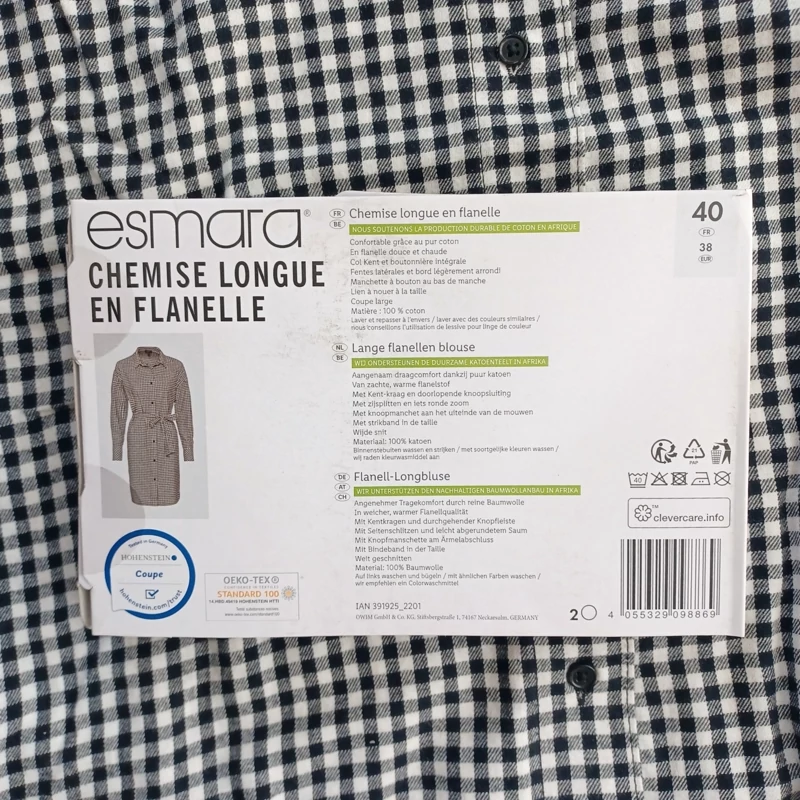 esmara®
CHEMISE LONGUE
EN FLANELLE
FR
BE
Chemise longue en flanelle
NOUS SOUTENONS LA PRODUCTION DURABLE DE COTON EN AFRIQUE
Confortable grâce au pur coton
En flanelle douce et chaude
Col Kent et boutonnière intégrale
Fentes latérales et bord légèrement arrondi
Manchette à bouton au bas de manche
Lien à nouer à la taille
Coupe large
Matière : 100 % coton
Laver et repasser à l'envers / laver avec des couleurs similaires /
nous conseillons l'utilisation de lessive pour linge de couleur
NL
BE
Lange flanellen blouse
WIJ ONDERSTEUNEN DE DUURZAME KATOENTEELT IN AFRIKA
Aangenaam draagcomfort dankzij puur katoen
Van zachte, warme flanelstof
Met Kent-kraag en doorlopende knoopsluiting
Met zijsplitten en iets ronde zoom
Met knoopmanchet aan het uiteinde van de mouwen
Met strikband in de taille
Wijde snit
Materiaal: 100% katoen
Binnenstebuiten wassen en strijken / met soortgelijke kleuren wassen /
wij raden kleurwasmiddel aan
DE
AT
CH
Flanell-Longbluse
WIR UNTERSTÜTZEN DEN NACHHALTIGEN BAUMWOLLANBAU IN AFRIKA
Angenehmer Tragekomfort durch reine Baumwolle
In weicher, warmer Flanellqualität
Mit Kentkragen und durchgehender Knopfleiste
Mit Seitenschlitzen und leicht abgerundetem Saum
Mit Knopfmanschette am Ärmelabschluss
Mit Bindeband in der Taille
Weit geschnitten
Material: 100% Baumwolle
Auf links waschen und bügeln / mit ähnlichen Farben waschen /
wir empfehlen ein Colorwaschmittel
IAN 391925_2201
OWIM GmbH & Co. KG, Stiftsbergstraße 1, 74167 Neckarsulm, GERMANY
40
FR
38
EUR
21
PAP
40
clevercare.info
2
4 055329 098869
Tested in Germany
HOHENSTEIN
Coupe
hohenstein.com/trust
OEKO-TEX®
CONFIDENCE IN TEXTILES
STANDARD 100